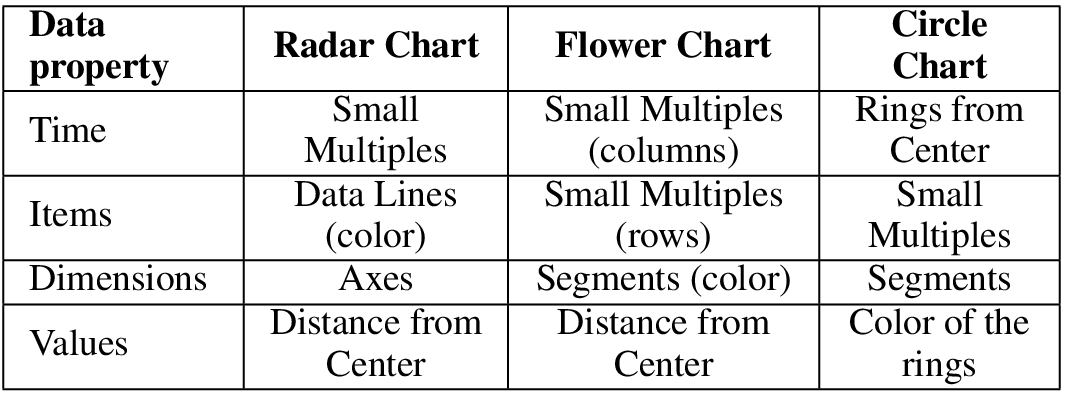 Data property | Radar Chart | Flower Chart | Circle Chart
Time | Small Multiples | Small Multiples (columns) | Rings from Center
Items | Data Lines (color) | Small Multiples (rows) | Small Multiples
Dimensions | Axes | Segments (color) | Segments
Values | Distance from Center | Distance from Center | Color of the rings